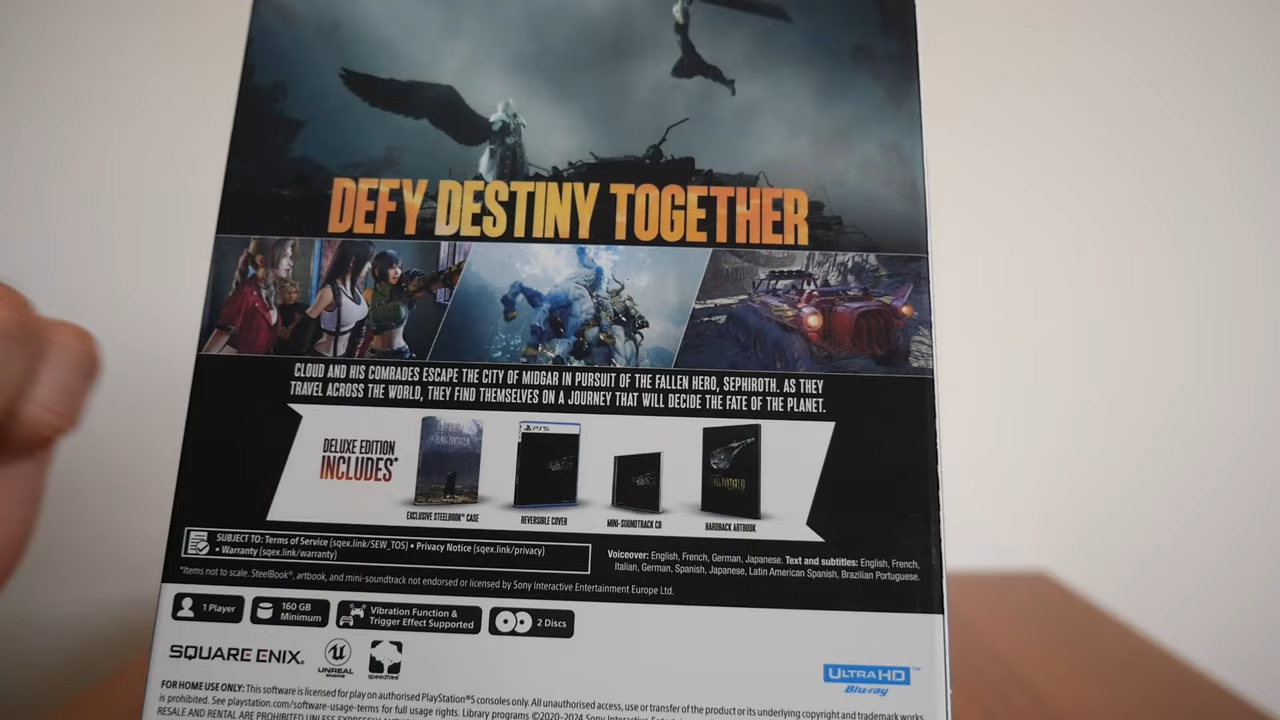 DEFY DESTINY TOGETHER
CLOUD AND HIS COMRADES ESCAPE THE CITY OF MIDGAR IN PURSUIT OF THE FALLEN HERO, SEPHIROTH. AS THEY
TRAVEL ACROSS THE WORLD, THEY FIND THEMSELVES ON A JOURNEY THAT WILL DECIDE THE FATE OF THE PLANET.
DELUXE EDITION
INCLUDES*
PS5
EXCLUSIVE STEELBOOK® CASE
REVERSIBLE COVER
MINI-SOUNDTRACK CD
HARDBACK ARTBOOK
SUBJECT TO: Terms of Service (sqex.link/SEW_TOS) • Privacy Notice (sqex.link/privacy)
• Warranty (sqex.link/warranty)
Voiceover: English, French, German, Japanese. Text and subtitles: English, French,
Italian, German, Spanish, Japanese, Latin American Spanish, Brazilian Portuguese.
*Items not to scale. SteelBook®, artbook, and mini-soundtrack not endorsed or licensed by Sony Interactive Entertainment Europe Ltd.
1 Player
160 GB
Minimum
Vibration Function &
Trigger Effect Supported
2 Discs
SQUARE ENIX.
UNREAL
ENGINE
speedtree
ULTRA HD™
Blu-ray
FOR HOME USE ONLY: This software is licensed for play on authorised PlayStation®5 consoles only. All unauthorised access, use or transfer of the product or its underlying copyright and trademark works
is prohibited. See playstation.com/software-usage-terms for full usage rights. Library programs ©2020-2024 Sony Interactive
RESALE AND RENTAL ARE PROHIBITED UNLESS EXPRESSLY